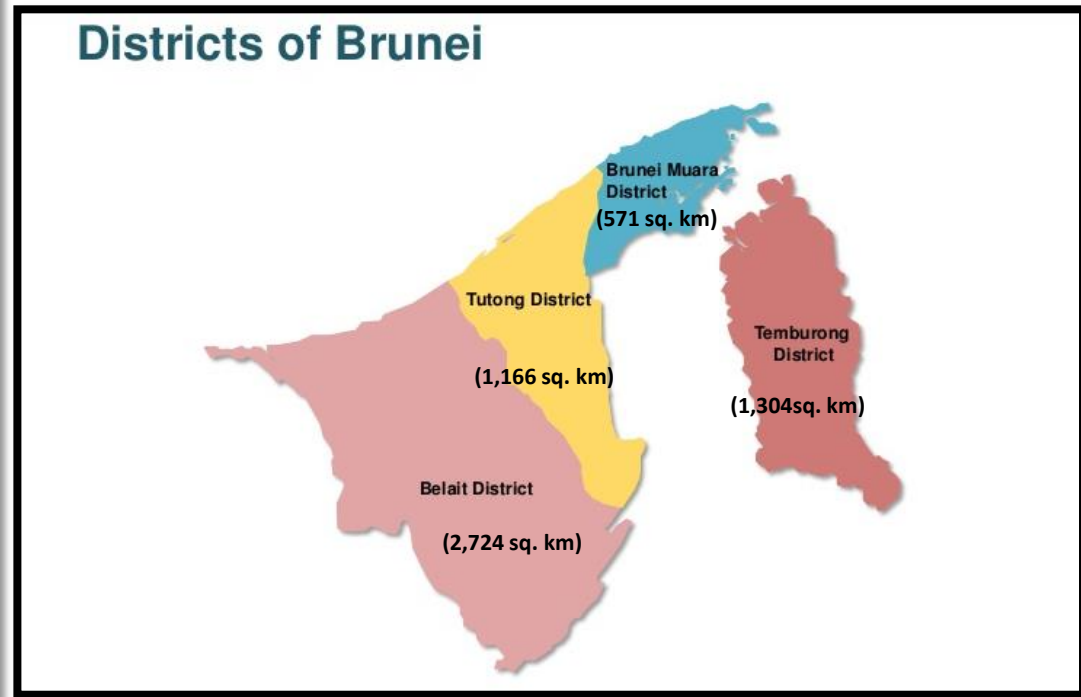 Districts of Brunei
Brunei Muara
District
(571 sq. km)
Tutong District
(1,166 sq. km)
Temburong
District
(1,304sq. km)
Belait District
(2,724 sq. km)